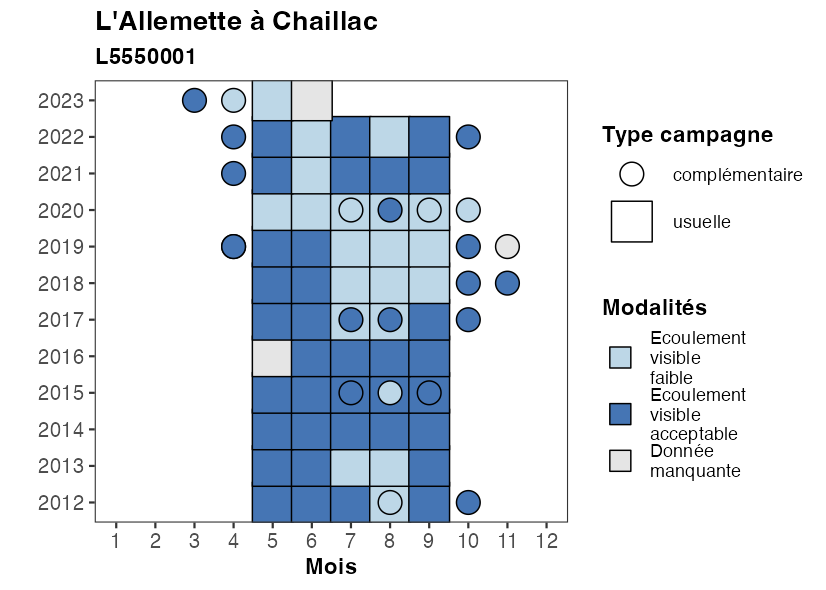 L'Allemette à Chaillac
L5550001
2023
2022
2021
2020
2019
2018
2017
2016
2015
2014
2013
2012
1 2 3 4 5 6 7 8 9 10 11 12
Mois
Type campagne
complémentaire
usuelle
Modalités
Ecoulement
visible
faible
Ecoulement
visible
acceptable
Donnée
manquante